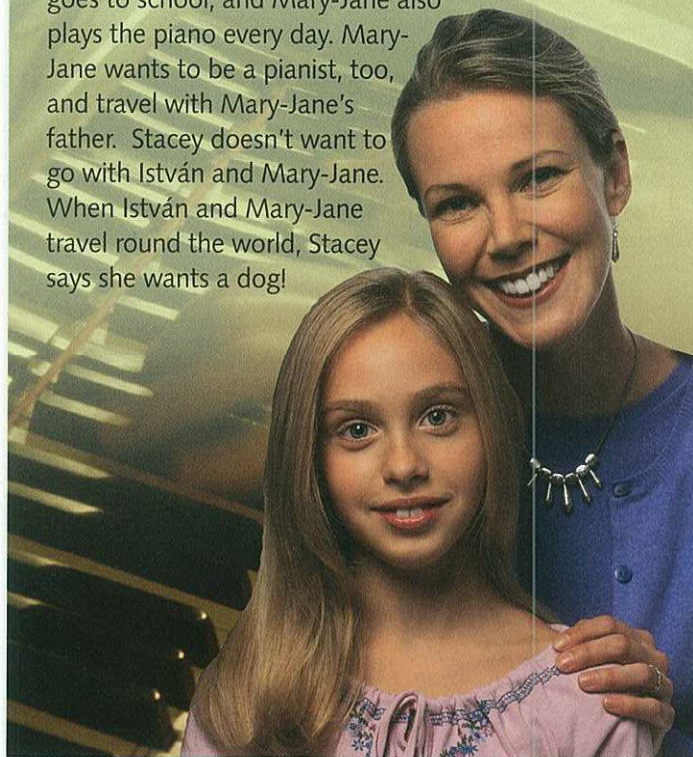 goes to school, and Mary-Jane also
plays the piano every day. Mary-
Jane wants to be a pianist, too,
and travel with Mary-Jane's
father. Stacey doesn't want to
go with István and Mary-Jane.
When István and Mary-Jane
travel round the world, Stacey
says she wants a dog!